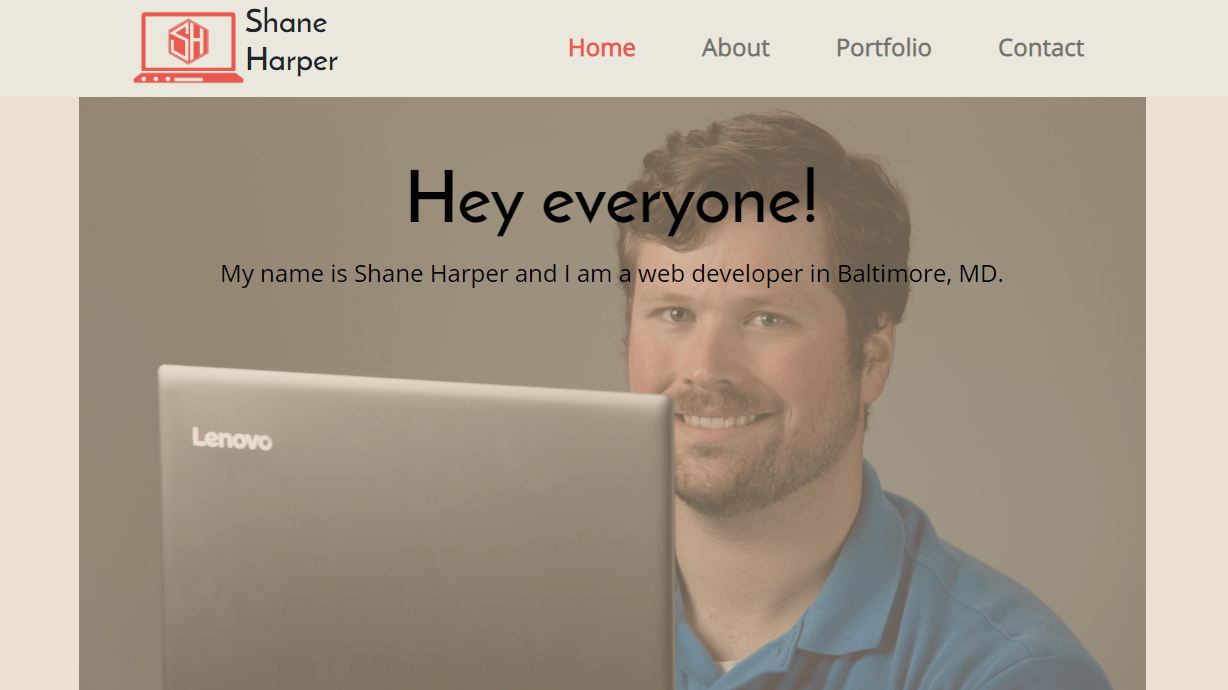 SH
Shane
Harper
Home About Portfolio Contact
Hey everyone!
My name is Shane Harper and I am a web developer in Baltimore, MD.
Lenovo